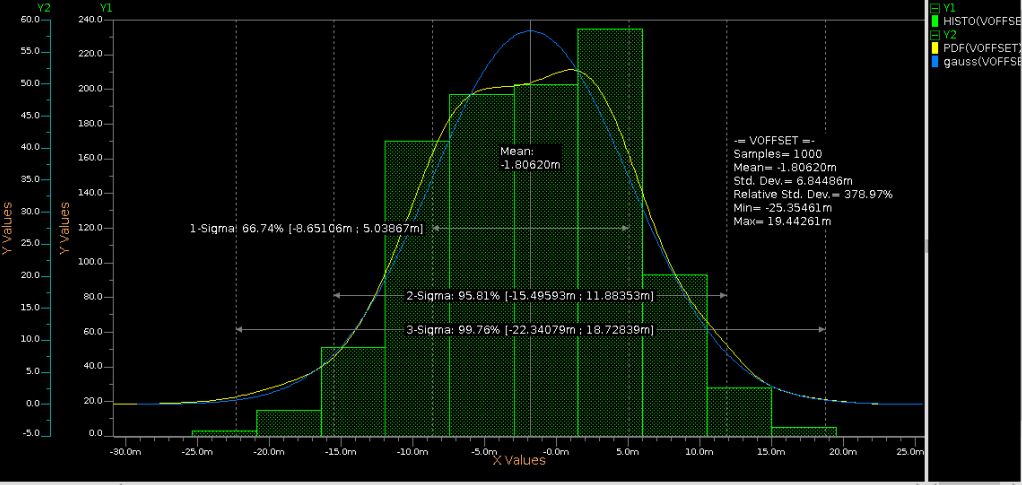 Y2
Y1
60.0
55.0
50.0
45.0
40.0
35.0
30.0
25.0
20.0
15.0
10.0
5.0
0.0
-5.0
Y Values
240.0
220.0
200.0
180.0
160.0
140.0
120.0
100.0
80.0
60.0
40.0
20.0
0.0
Y Values
Mean:
-1.80620m
1-Sigma: 66.74% [-8.65106m ; 5.03867m]
2-Sigma: 95.81% [-15.49593m ; 11.88353m]
3-Sigma: 99.76% [-22.34079m ; 18.72839m]
-= VOFFSET =-
Samples= 1000
Mean= -1.80620m
Std. Dev.= 6.84486m
Relative Std. Dev.= 378.97%
Min= -25.35461m
Max= 19.44261m
-30.0m -25.0m -20.0m -15.0m -10.0m -5.0m -0.0m 5.0m 10.0m 15.0m 20.0m 25.0m
X Values
Y1
HISTO(VOFFSE
Y2
PDF(VOFFSET)
gauss(VOFFSE